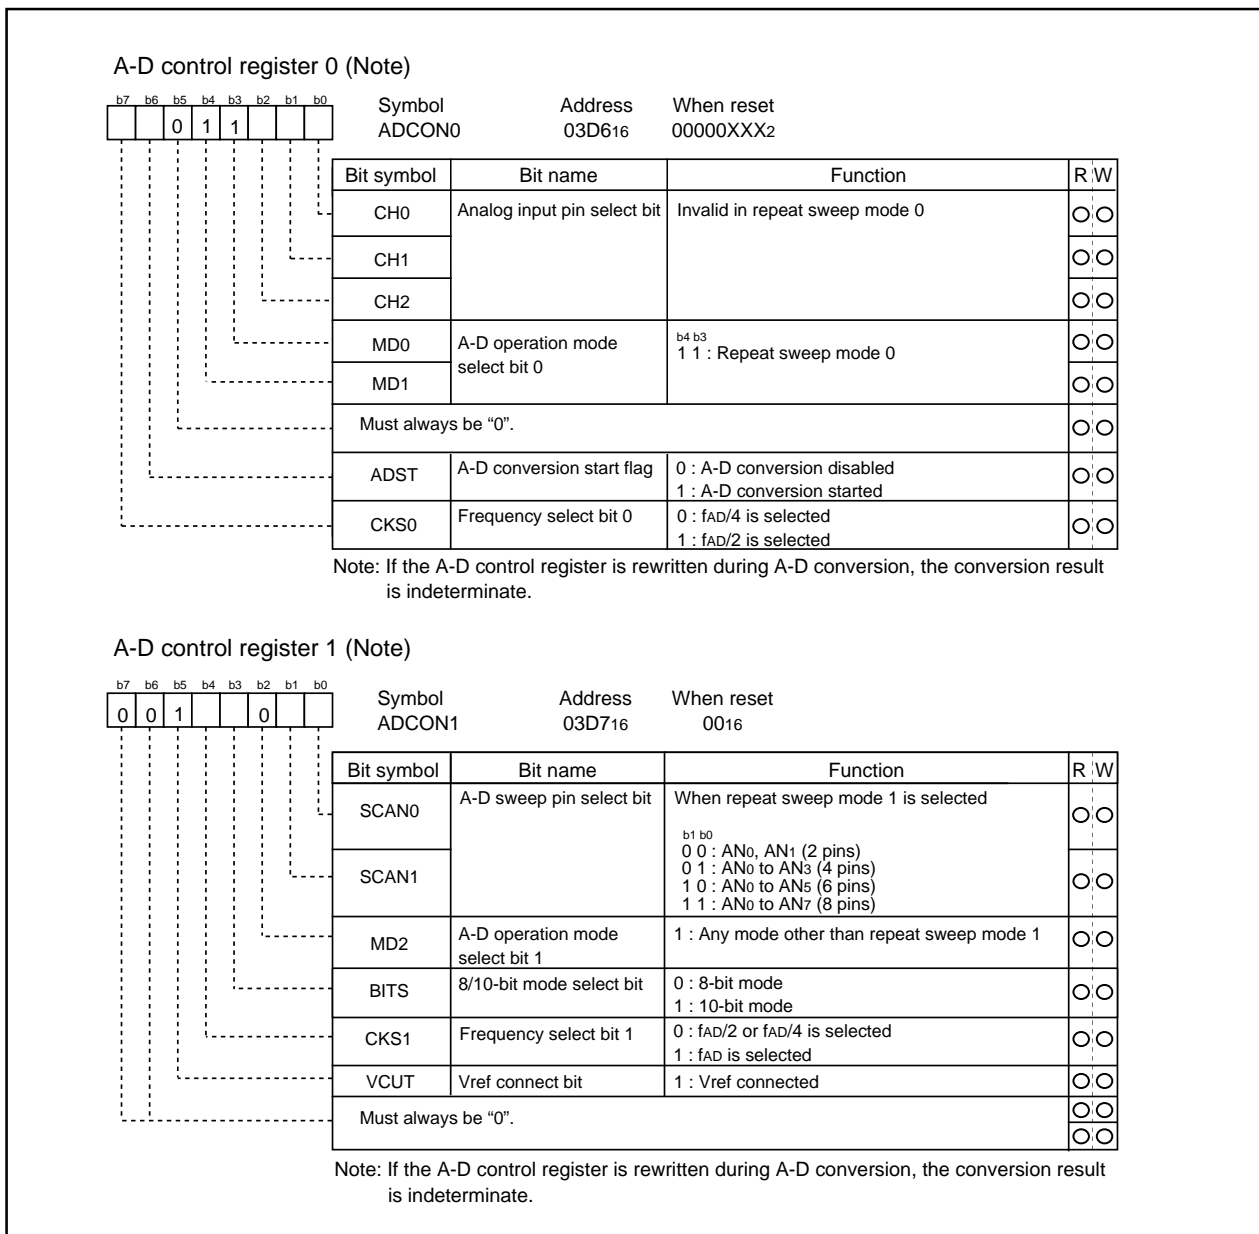 A-D control register 0 (Note)
b7 b6 b5 b4 b3 b2 b1 b0
0 1 1
Symbol Address When reset
ADCON0 03D616 00000XXX2
Bit symbol Bit name Function R W
CH0 Analog input pin select bit Invalid in repeat sweep mode 0
CH1
CH2
MD0 A-D operation mode select bit 0 b4 b3
1 1 : Repeat sweep mode 0
MD1
Must always be “0”.
ADST A-D conversion start flag 0 : A-D conversion disabled
1 : A-D conversion started
CKS0 Frequency select bit 0 0 : fAD/4 is selected
1 : fAD/2 is selected
Note: If the A-D control register is rewritten during A-D conversion, the conversion result
is indeterminate.
A-D control register 1 (Note)
b7 b6 b5 b4 b3 b2 b1 b0
0 0 1 0
Symbol Address When reset
ADCON1 03D716 0016
Bit symbol Bit name Function R W
SCAN0 A-D sweep pin select bit When repeat sweep mode 1 is selected
b1 b0
0 0 : AN0, AN1 (2 pins)
0 1 : AN0 to AN3 (4 pins)
SCAN1
1 0 : AN0 to AN5 (6 pins)
1 1 : AN0 to AN7 (8 pins)
MD2 A-D operation mode select bit 1 1 : Any mode other than repeat sweep mode 1
BITS 8/10-bit mode select bit 0 : 8-bit mode
1 : 10-bit mode
CKS1 Frequency select bit 1 0 : fAD/2 or fAD/4 is selected
1 : fAD is selected
VCUT Vref connect bit 1 : Vref connected
Must always be “0”.
Note: If the A-D control register is rewritten during A-D conversion, the conversion result
is indeterminate.